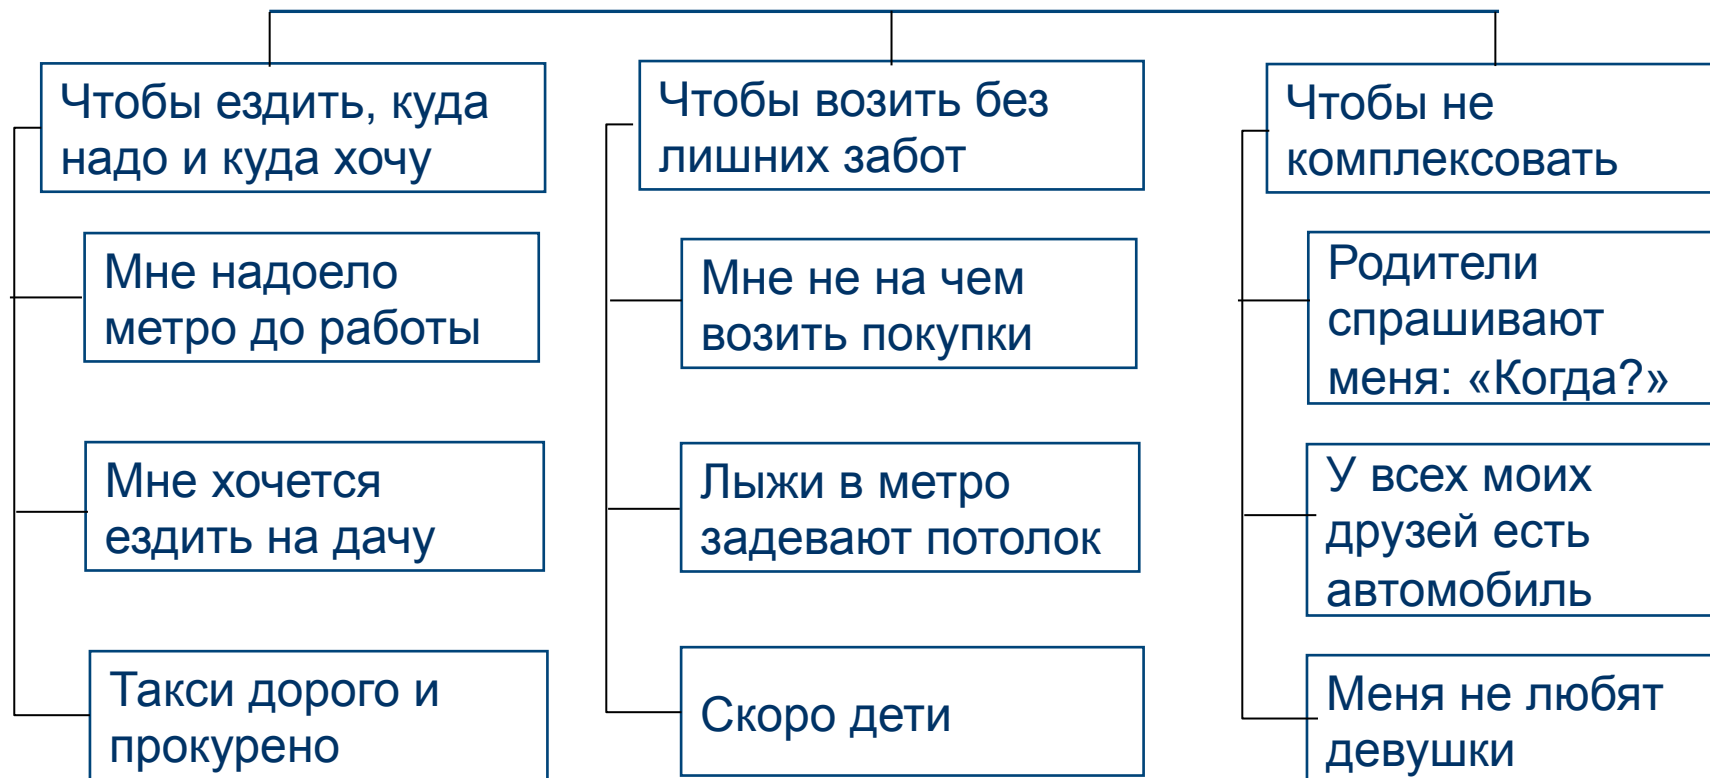 Чтобы ездить, куда
надо и куда хочу
Мне надоело
метро до работы
Мне хочется
ездить на дачу
Такси дорого и
прокурено
Чтобы возить без
лишних забот
Мне не на чем
возить покупки
Лыжи в метро
задевают потолок
Скоро дети
Чтобы не
комплексовать
Родители
спрашивают
меня: «Когда?»
У всех моих
друзей есть
автомобиль
Меня не любят
девушки